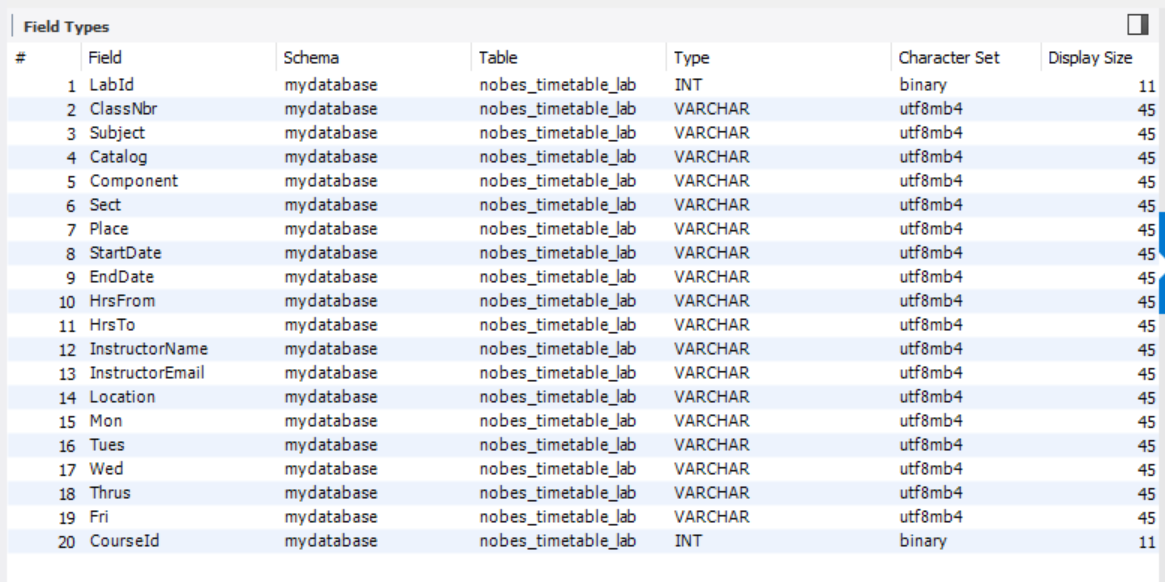 Field Types
# Field Schema Table Type Character Set Display Size
1 LabId mydatabase nobes_timetable_lab INT binary 11
2 ClassNbr mydatabase nobes_timetable_lab VARCHAR utf8mb4 45
3 Subject mydatabase nobes_timetable_lab VARCHAR utf8mb4 45
4 Catalog mydatabase nobes_timetable_lab VARCHAR utf8mb4 45
5 Component mydatabase nobes_timetable_lab VARCHAR utf8mb4 45
6 Sect mydatabase nobes_timetable_lab VARCHAR utf8mb4 45
7 Place mydatabase nobes_timetable_lab VARCHAR utf8mb4 45
8 StartDate mydatabase nobes_timetable_lab VARCHAR utf8mb4 45
9 EndDate mydatabase nobes_timetable_lab VARCHAR utf8mb4 45
10 HrsFrom mydatabase nobes_timetable_lab VARCHAR utf8mb4 45
11 HrsTo mydatabase nobes_timetable_lab VARCHAR utf8mb4 45
12 InstructorName mydatabase nobes_timetable_lab VARCHAR utf8mb4 45
13 InstructorEmail mydatabase nobes_timetable_lab VARCHAR utf8mb4 45
14 Location mydatabase nobes_timetable_lab VARCHAR utf8mb4 45
15 Mon mydatabase nobes_timetable_lab VARCHAR utf8mb4 45
16 Tues mydatabase nobes_timetable_lab VARCHAR utf8mb4 45
17 Wed mydatabase nobes_timetable_lab VARCHAR utf8mb4 45
18 Thrus mydatabase nobes_timetable_lab VARCHAR utf8mb4 45
19 Fri mydatabase nobes_timetable_lab VARCHAR utf8mb4 45
20 CourseId mydatabase nobes_timetable_lab INT binary 11